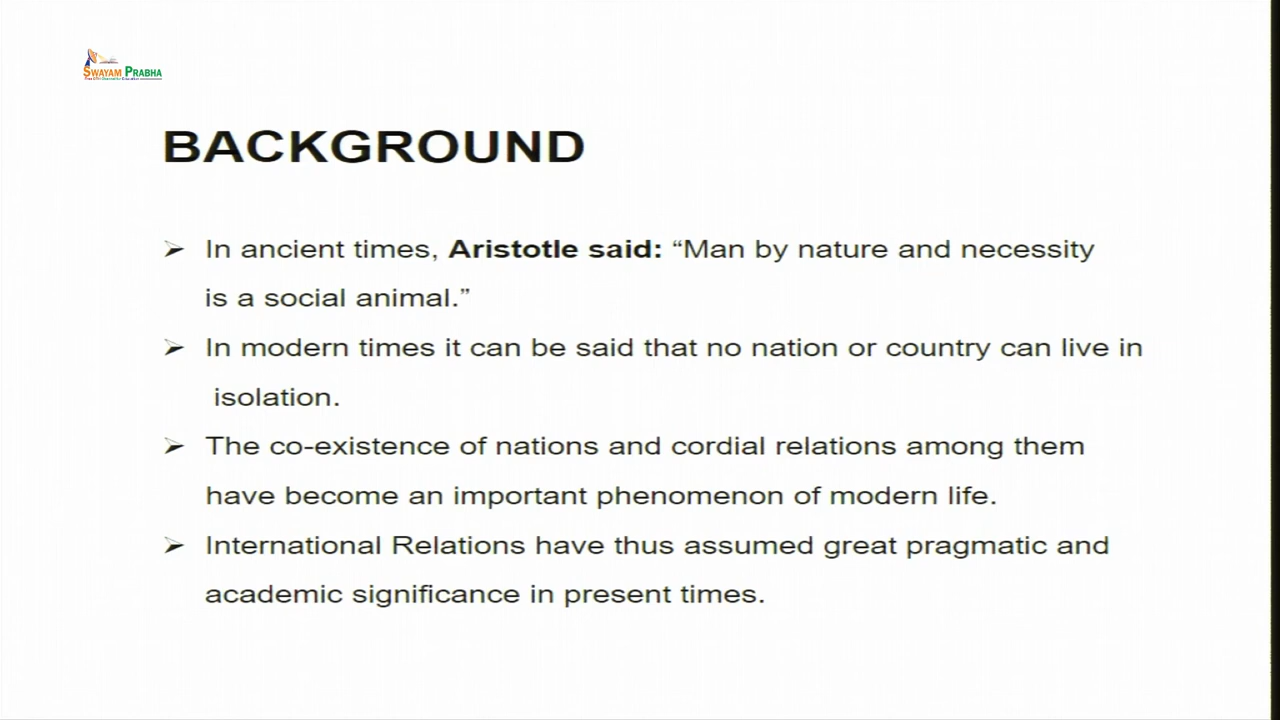 SWAYAM PRABHA
BACKGROUND
➢ In ancient times, Aristotle said: “Man by nature and necessity
is a social animal.”
➢ In modern times it can be said that no nation or country can live in
isolation.
➢ The co-existence of nations and cordial relations among them
have become an important phenomenon of modern life.
➢ International Relations have thus assumed great pragmatic and
academic significance in present times.